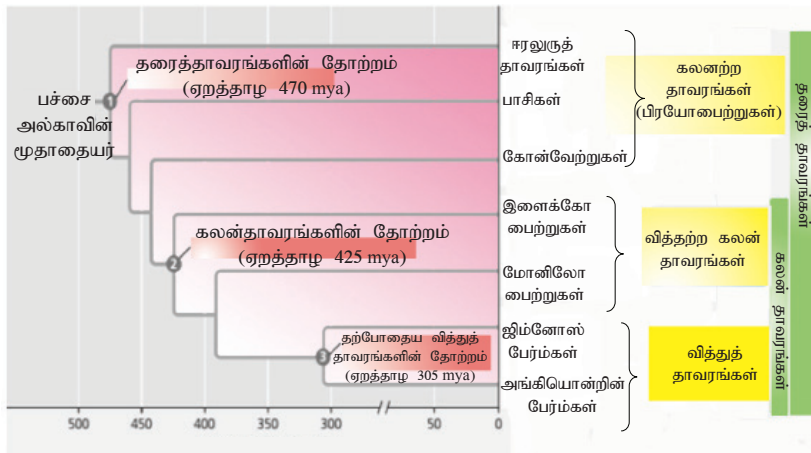 தரைத்தாவரங்களின் தோற்றம்
(ஏறத்தாழ 470 mya)
பச்சை
அல்காவின்
மூதாதையர்
1
ஈரலுருத்
தாவரங்கள்
பாசிகள்
கோன்வேற்றுகள்
கலனற்ற
தாவரங்கள்
(பிரயோபைற்றுகள்)
கலன்தாவரங்களின் தோற்றம்
(ஏறத்தாழ 425 mya)
2
இளைக்கோ
பைற்றுகள்
மோனிலோ
பைற்றுகள்
வித்தற்ற கலன்
தாவரங்கள்
தற்போதைய வித்துத்
தாவரங்களின் தோற்றம்
(ஏறத்தாழ 305 mya)
3
ஜிம்னோஸ்
பேர்ம்கள்
அங்கியொன்றின்
பேர்ம்கள்
வித்துத்
தாவரங்கள்
கலன் தாவரங்கள்
தரைத் தாவரங்கள்
500 450 400 350 300 50 0